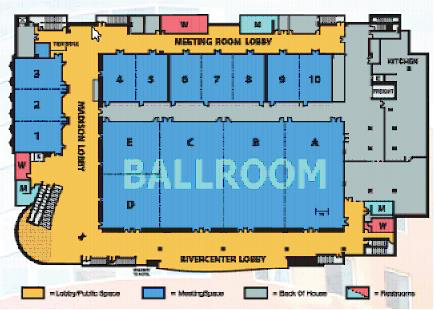 W
M
MEETING ROOM LOBBY
KITCHEN
3
4
5
6
7
8
9
10
FREIGHT
2
MADISON LOBBY
1
E
C
B
A
W
BALLROOM
M
D
M
W
RIVERCENTER LOBBY
= Lobby/Public Space
= Meeting Space
= Back Of House
= Restrooms